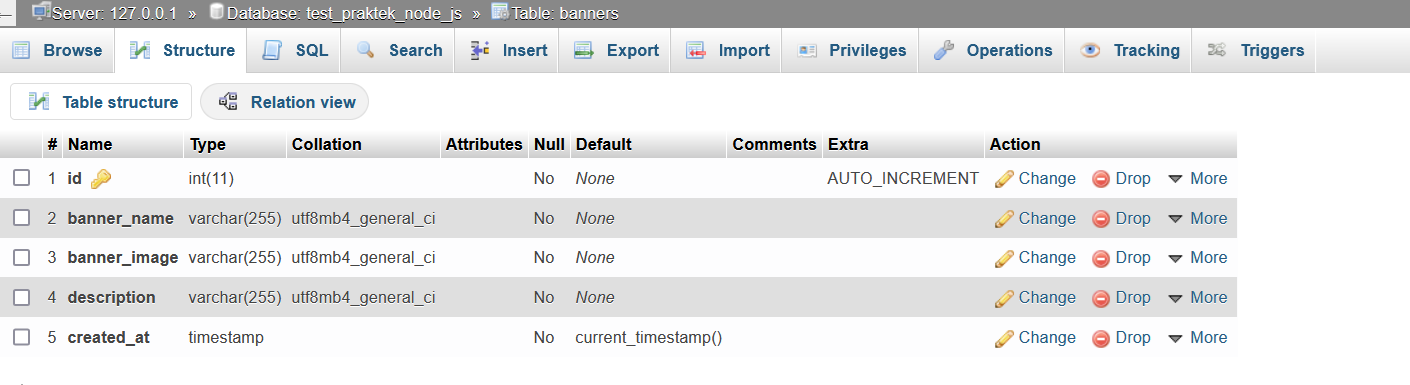 Server: 127.0.0.1 » Database: test_praktek_node_js » Table: banners
Browse Structure SQL Search Insert Export Import Privileges Operations Tracking Triggers
Table structure Relation view
# Name Type Collation Attributes Null Default Comments Extra Action
1 id int(11) No None AUTO_INCREMENT Change Drop More
2 banner_name varchar(255) utf8mb4_general_ci No None Change Drop More
3 banner_image varchar(255) utf8mb4_general_ci No None Change Drop More
4 description varchar(255) utf8mb4_general_ci No None Change Drop More
5 created_at timestamp No current_timestamp() Change Drop More